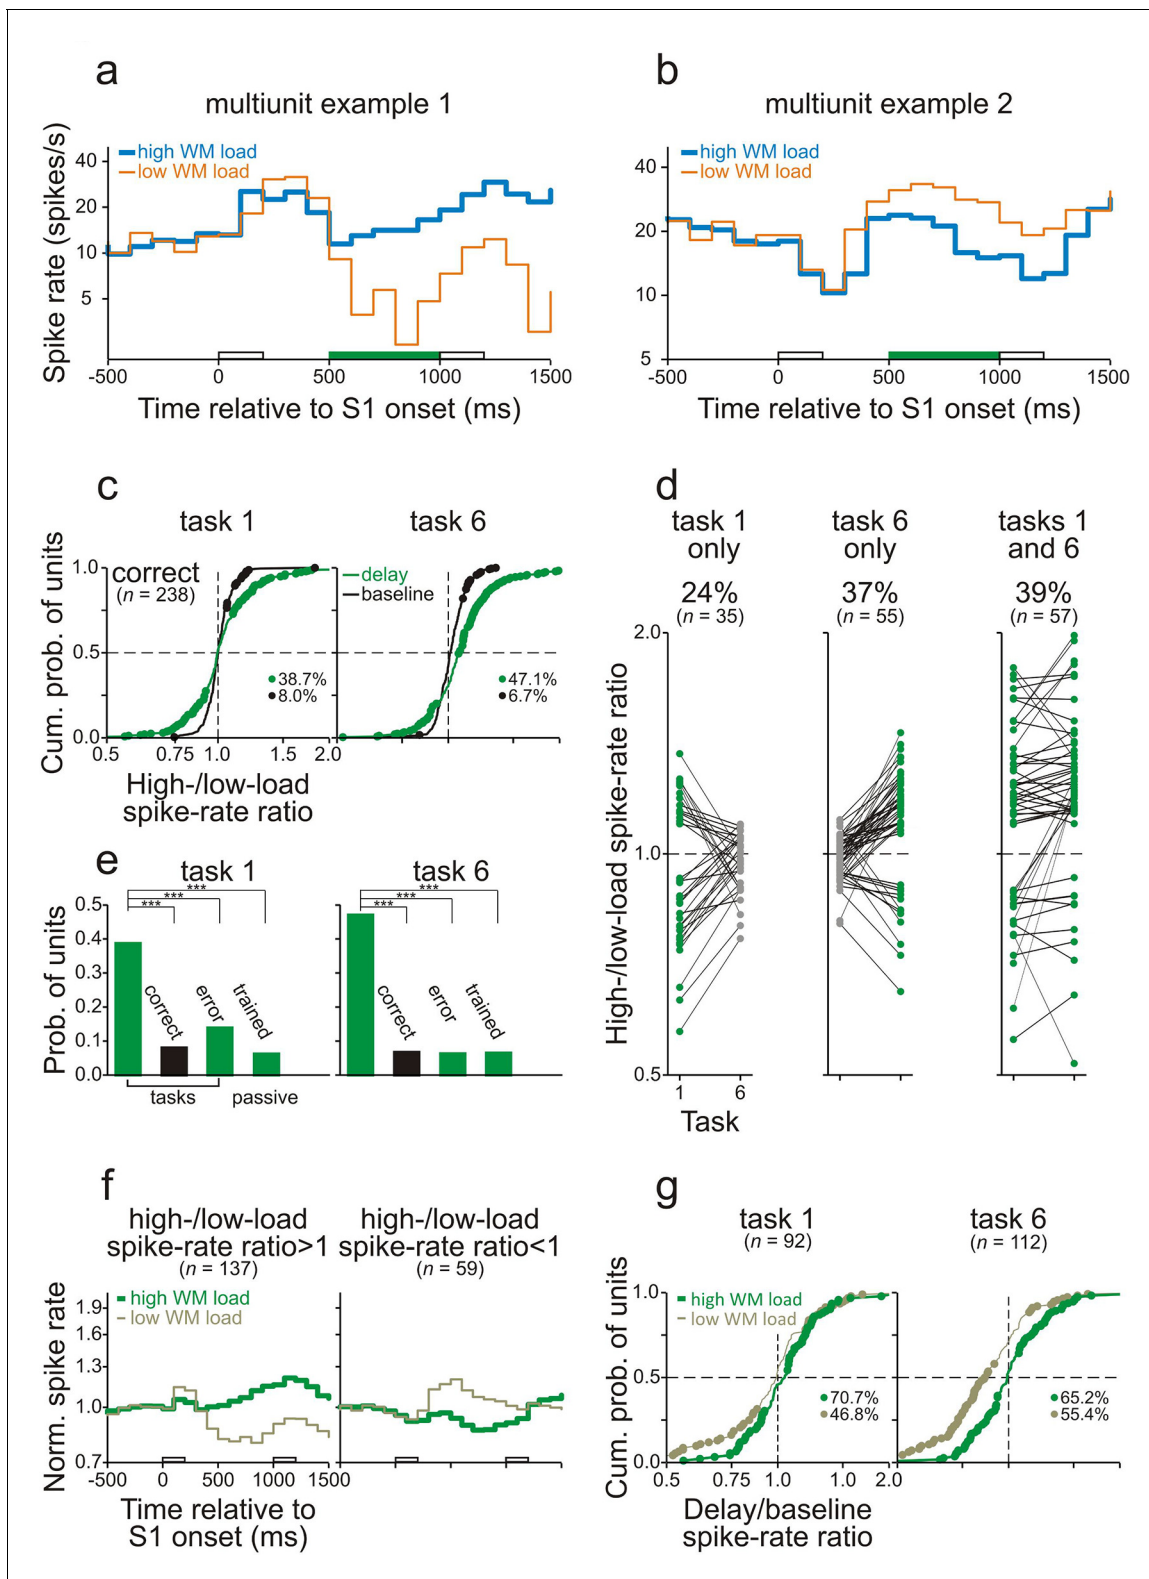 a
multiunit example 1
Spike rate (spikes/s)
high WM load
low WM load
40
20
10
5
-500 0 500 1000 1500
Time relative to S1 onset (ms)
b
multiunit example 2
high WM load
low WM load
40
20
10
5
-500 0 500 1000 1500
Time relative to S1 onset (ms)
c
task 1
task 6
Cum. prob. of units
1.0
0.5
0.0
correct
(n = 238)
38.7%
8.0%
delay
baseline
47.1%
6.7%
0.5 0.75 1.0 1.5 2.0
High-/low-load
spike-rate ratio
d
task 1
only
24%
(n = 35)
task 6
only
37%
(n = 55)
tasks 1
and 6
39%
(n = 57)
High-/low-load spike-rate ratio
2.0
1.0
0.5
1 6
Task
e
task 1
task 6
Prob. of units
0.5
0.4
0.3
0.2
0.1
0.0
***
***
***
correct
error
trained
tasks
passive
***
***
***
correct
error
trained
f
high-/low-load
spike-rate ratio>1
(n = 137)
high-/low-load
spike-rate ratio<1
(n = 59)
Norm. spike rate
1.9
1.6
1.3
1.0
0.7
high WM load
low WM load
-500 0 500 1000 1500
Time relative to
S1 onset (ms)
g
task 1
(n = 92)
task 6
(n = 112)
Cum. prob. of units
1.0
0.5
0.0
high WM load
low WM load
70.7%
46.8%
65.2%
55.4%
0.5 0.75 1.0 1.0 2.0
Delay/baseline
spike-rate ratio